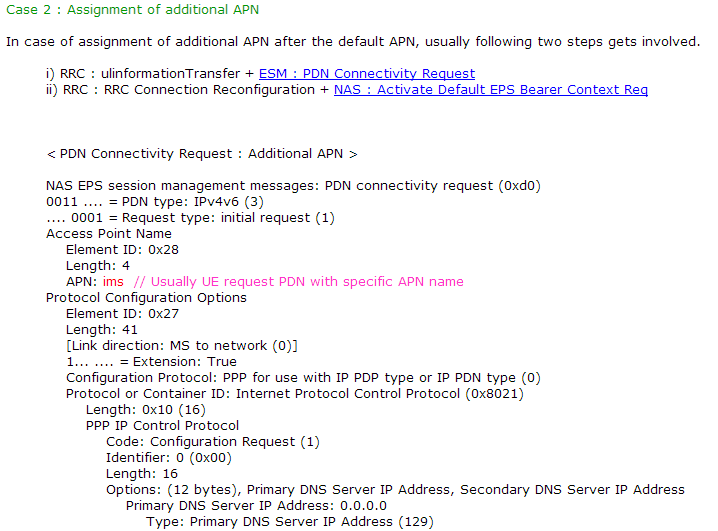 Case 2 : Assignment of additional APN
In case of assignment of additional APN after the default APN, usually following two steps gets involved.
i) RRC : ulinformationTransfer + ESM : PDN Connectivity Request
ii) RRC : RRC Connection Reconfiguration + NAS : Activate Default EPS Bearer Context Req
< PDN Connectivity Request : Additional APN >
NAS EPS session management messages: PDN connectivity request (0xd0)
0011 .... = PDN type: IPv4v6 (3)
.... 0001 = Request type: initial request (1)
Access Point Name
Element ID: 0x28
Length: 4
APN: ims // Usually UE request PDN with specific APN name
Protocol Configuration Options
Element ID: 0x27
Length: 41
[Link direction: MS to network (0)]
1... .... = Extension: True
Configuration Protocol: PPP for use with IP PDP type or IP PDN type (0)
Protocol or Container ID: Internet Protocol Control Protocol (0x8021)
Length: 0x10 (16)
PPP IP Control Protocol
Code: Configuration Request (1)
Identifier: 0 (0x00)
Length: 16
Options: (12 bytes), Primary DNS Server IP Address, Secondary DNS Server IP Address
Primary DNS Server IP Address: 0.0.0.0
Type: Primary DNS Server IP Address (129)